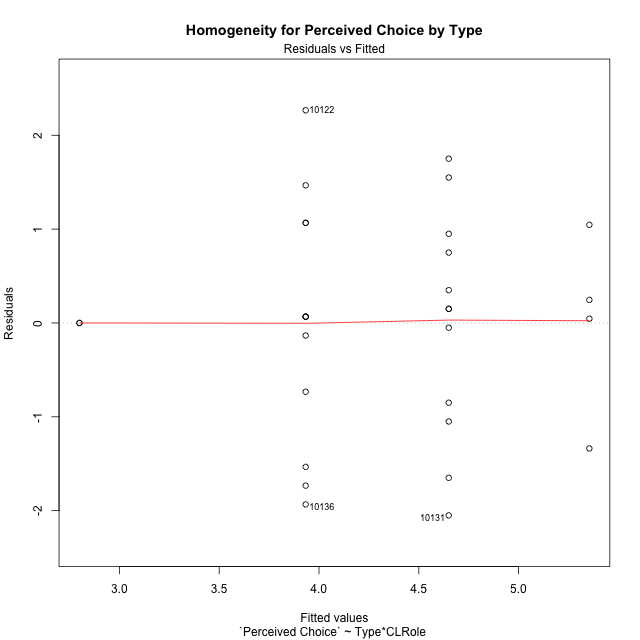 Homogeneity for Perceived Choice by Type
Residuals vs Fitted
10122
10136
10131
Residuals
2
1
0
-1
-2
3.0 3.5 4.0 4.5 5.0
Fitted values
`Perceived Choice` ~ Type*CLRole